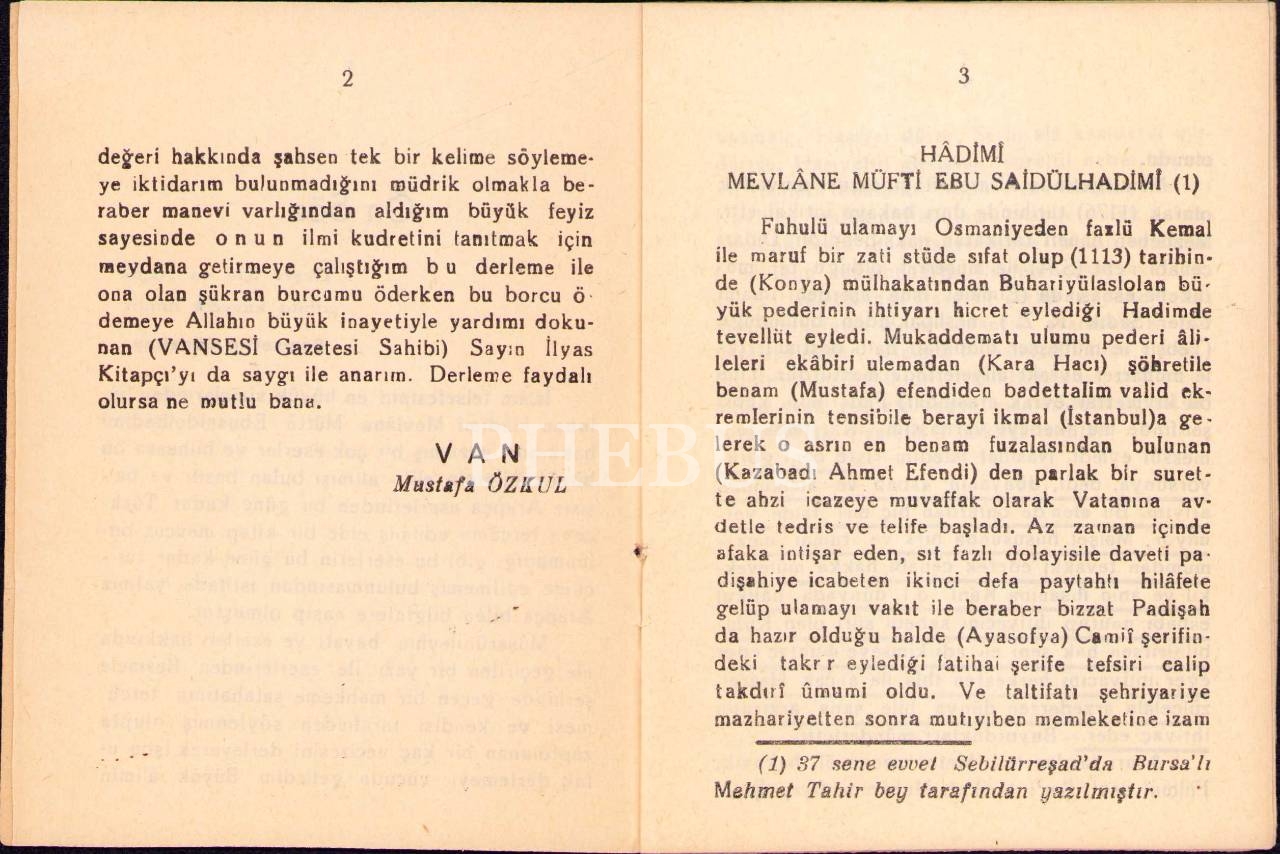 2
değeri hakkında şahsen tek bir kelime söyleme-
ye iktidarım bulunmadığını müdrik olmakla be-
raber manevi varlığından aldığım büyük feyiz
sayesinde onun ilmi kudretini tanıtmak için
meydana getirmeye çalıştığım bu derleme ile
ona olan şükran burcumu öderken bu borcu ö-
demeye Allahın büyük inayetiyle yardımı doku-
nan (VANSESİ Gazetesi Sahibi) Sayın İlyas
Kitapçı'yı da saygı ile anarım. Derleme faydalı
olursa ne mutlu bana.
VAN
Mustafa ÖZKUL
3
HÂDİMÎ
MEVLÂNE MÜFTİ EBU SAİDÜLHADİMÎ (1)
Fuhulü ulamayı Osmaniyeden fazlü Kemal
ile maruf bir zati stüde sıfat olup (1113) tarihin-
de (Konya) mülhakatından Buhariyülaslolan bü-
yük pederinin ihtiyarı hicret eylediği Hadimde
tevellüt eyledi. Mukaddematı ulumu pederi âli-
leleri ekâbiri ulemadan (Kara Hacı) şöhretile
benam (Mustafa) efendiden badettalim valid ek-
remlerinin tensibile berayi ikmal (İstanbul)a ge-
lerek o asrın en benam fuzalasından bulunan
(Kazabadı Ahmet Efendi) den parlak bir suret-
te ahzi icazeye muvaffak olarak Vatanına av-
detle tedris ve telife başladı. Az zaman içinde
afaka intişar eden, sıt fazlı dolayisile daveti pa-
dişahiye icabeten ikinci defa paytahtı hilâfete
gelüp ulamayı vakıt ile beraber bizzat Padişah
da hazır olduğu halde (Ayasofya) Camiî şerifin-
deki takr r eylediği fatihai şerife tefsiri calip
takdırî ûmumi oldu. Ve taltifatı şehriyariye
mazhariyetten sonra mutıyıben memleketine izam
(1) 37 sene evvel Sebilürreşad'da Bursa'lı
Mehmet Tahir bey tarafından yazılmıştır.
PHEBUS